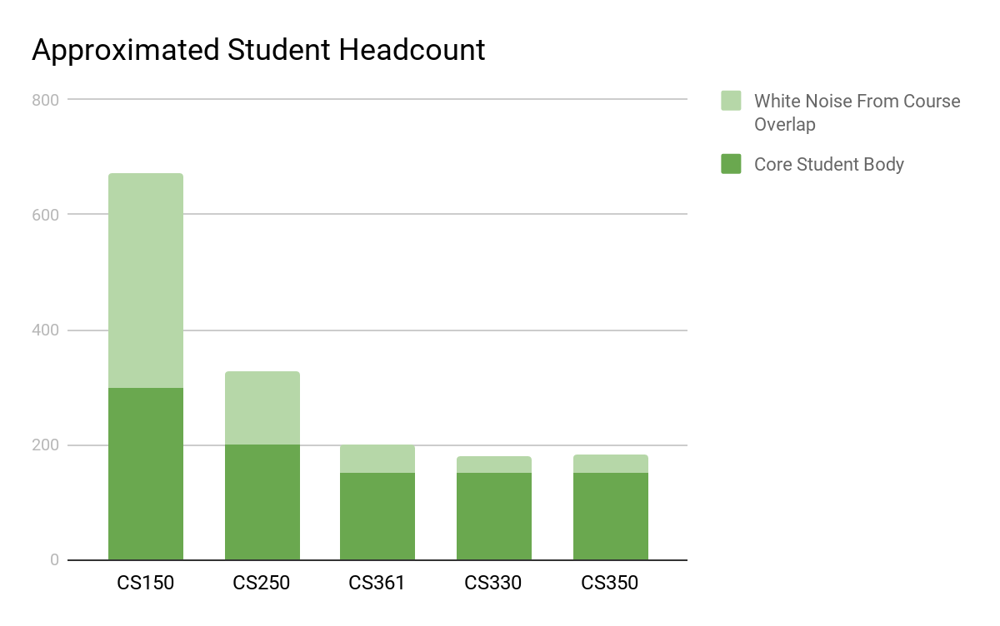 Approximated Student Headcount
800
600
400
200
0
CS150
CS250
CS361
CS330
CS350
White Noise From Course
Overlap
Core Student Body